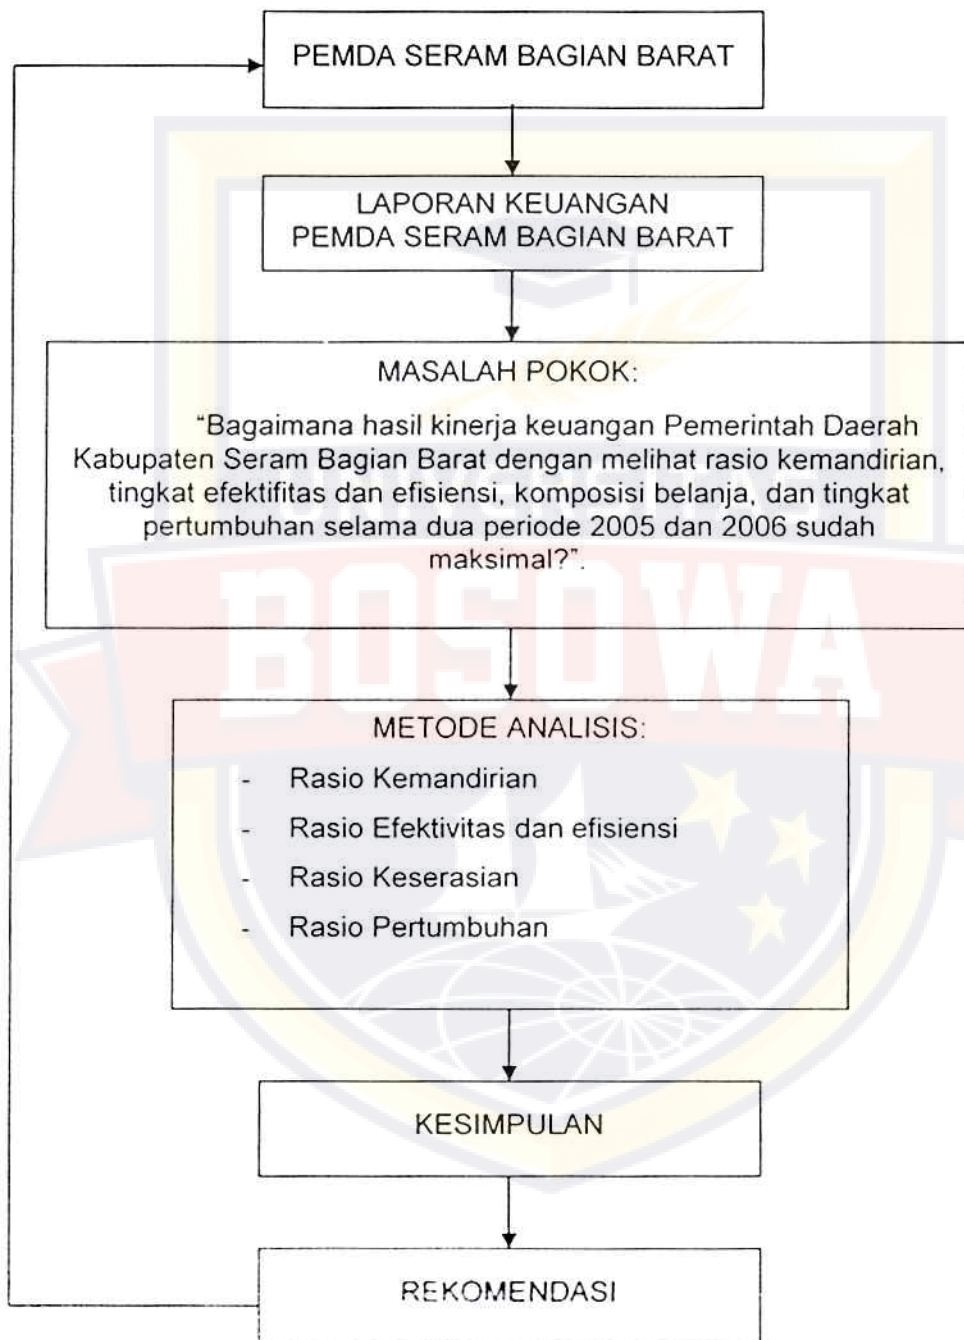 PEMDA SERAM BAGIAN BARAT
LAPORAN KEUANGAN
PEMDA SERAM BAGIAN BARAT
MASALAH POKOK:
“Bagaimana hasil kinerja keuangan Pemerintah Daerah
Kabupaten Seram Bagian Barat dengan melihat rasio kemandirian,
tingkat efektifitas dan efisiensi, komposisi belanja, dan tingkat
pertumbuhan selama dua periode 2005 dan 2006 sudah
maksimal?”.
UNIVERSITAS
BOSOWA
METODE ANALISIS:
- Rasio Kemandirian
- Rasio Efektivitas dan efisiensi
- Rasio Keserasian
- Rasio Pertumbuhan
KESIMPULAN
REKOMENDASI